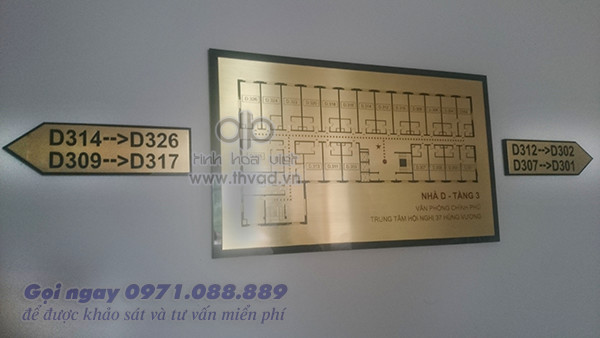 D314-->D326
D309-->D317
tinh hoa việt
www.thvad.vn
NHÀ D - TẦNG 3
VĂN PHÒNG CHÍNH PHỦ
TRUNG TÂM HỘI NGHỊ 37 HÙNG VƯƠNG
D312-->D302
D307-->D301
Gọi ngay 0971.088.889
để được khảo sát và tư vấn miễn phí